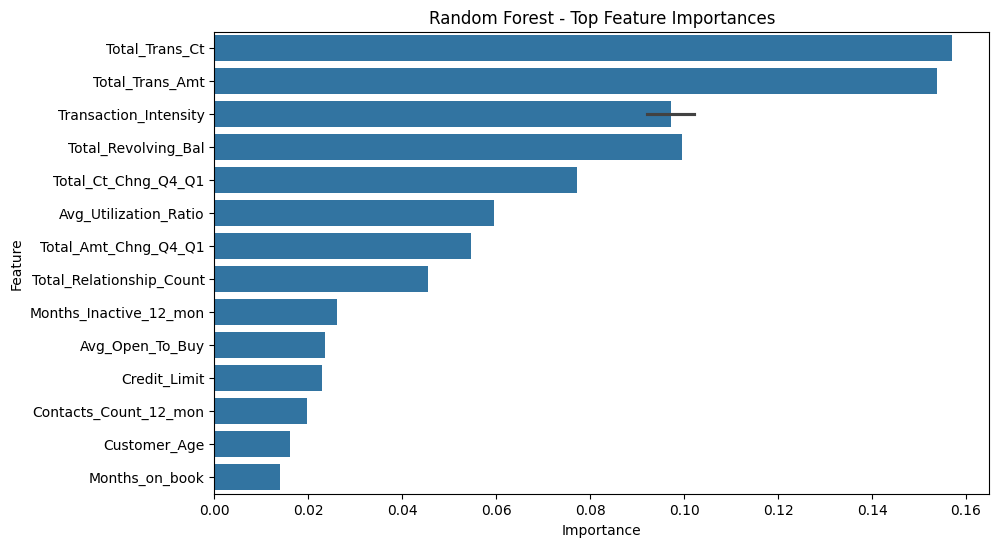 Random Forest - Top Feature Importances
Feature
Total_Trans_Ct
Total_Trans_Amt
Transaction_Intensity
Total_Revolving_Bal
Total_Ct_Chng_Q4_Q1
Avg_Utilization_Ratio
Total_Amt_Chng_Q4_Q1
Total_Relationship_Count
Months_Inactive_12_mon
Avg_Open_To_Buy
Credit_Limit
Contacts_Count_12_mon
Customer_Age
Months_on_book
0.00 0.02 0.04 0.06 0.08 0.10 0.12 0.14 0.16
Importance